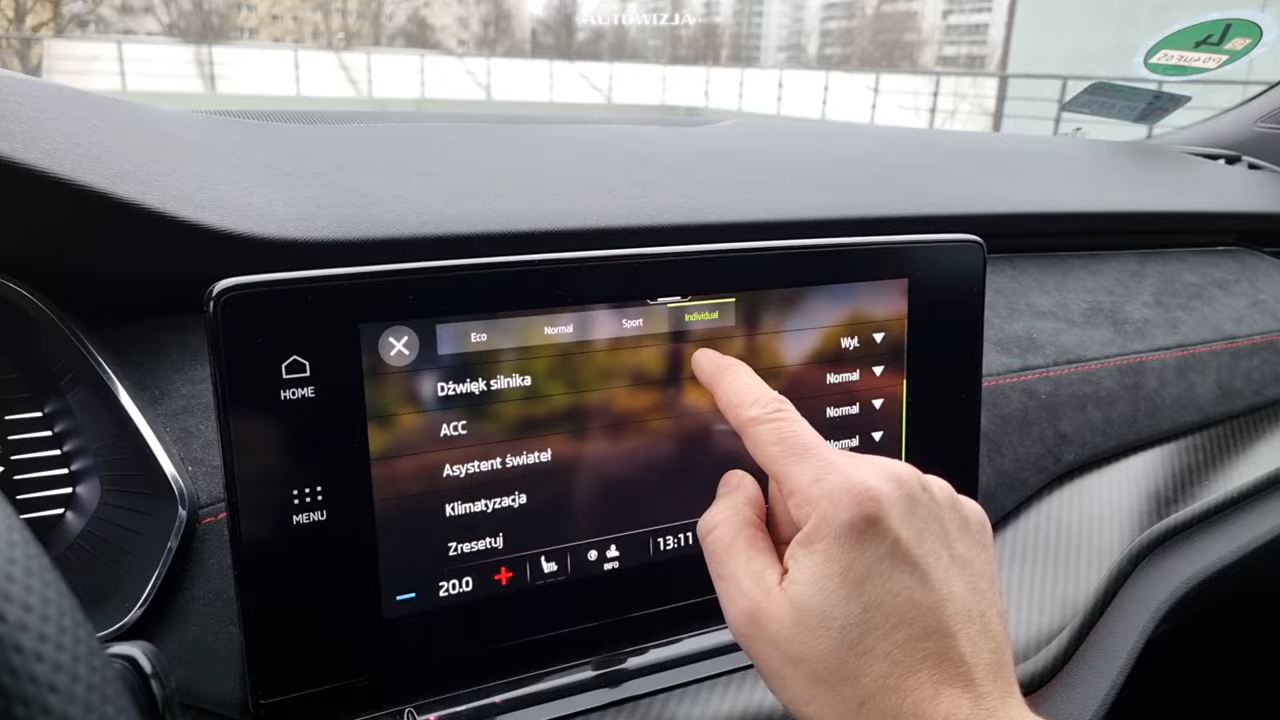 AUTOWIZJA
HOME
MENU
Eco
Normal
Sport
Individual
Dźwięk silnika
Wył.
ACC
Normal
Asystent świateł
Normal
Klimatyzacja
Normal
Zresetuj
20.0
INFO
13:11